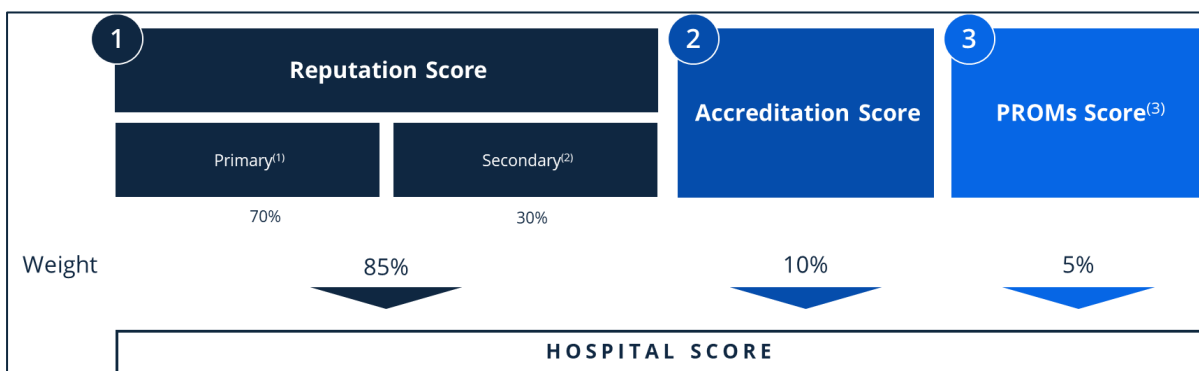 1
Reputation Score
2
Accreditation Score
3
PROMs Score(3)
Primary(1)
Secondary(2)
70%
30%
Weight
85%
10%
5%
HOSPITAL SCORE